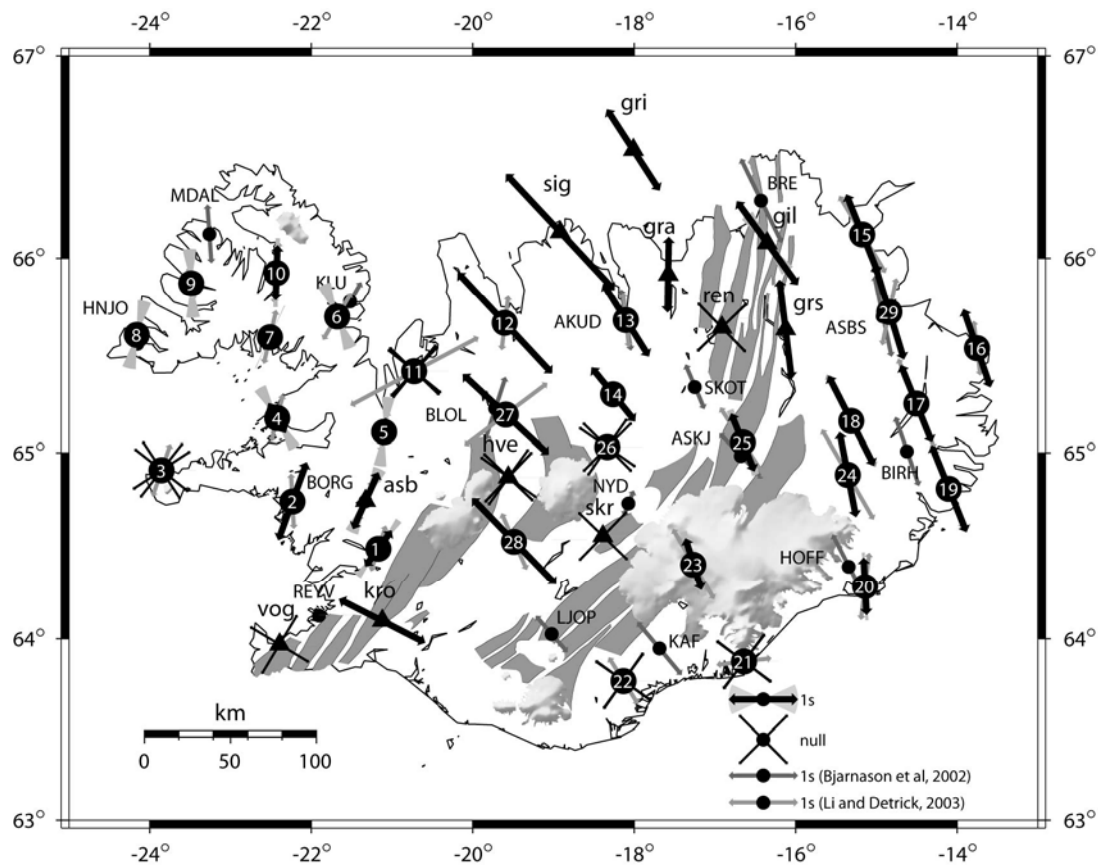 -24°
-22°
-20°
-18°
-16°
-14°
67°
67°
gri
MDAL
sig
BRE
gil
gra
15
66°
66°
10
9
KLU
ren
grs
29
HNJO
6
12
AKUD
13
ASBS
8
7
16
11
SKOT
14
BLOL
27
17
4
18
5
ASKJ
25
26
65°
65°
hve
BIRH
3
asb
24
BORG
NYD
19
2
skr
28
1
23
HOFF
20
REYV
kro
vog
LJOP
64°
64°
KAF
21
22
km
1s
0
50
100
null
1s (Bjarnason et al, 2002)
1s (Li and Detrick, 2003)
63°
63°
-24°
-22°
-20°
-18°
-16°
-14°